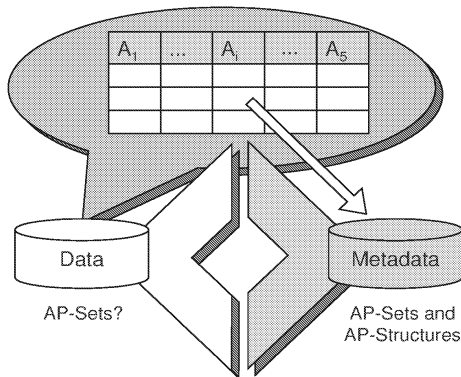 A1 ... Ai ... A5
Data
Metadata
AP-Sets?
AP-Sets and
AP-Structures